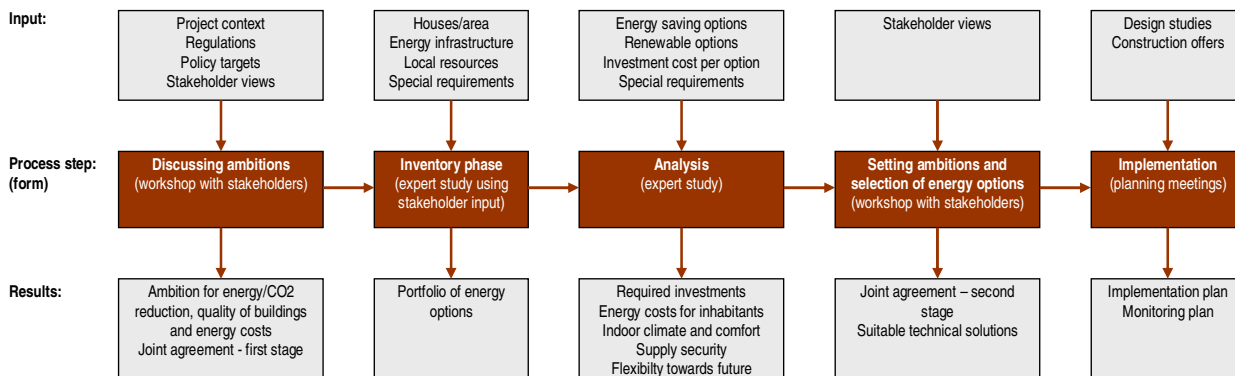 Input:
Project context
Regulations
Policy targets
Stakeholder views
Houses/area
Energy infrastructure
Local resources
Special requirements
Energy saving options
Renewable options
Investment cost per option
Special requirements
Stakeholder views
Design studies
Construction offers
Process step:
(form)
Discussing ambitions
(workshop with stakeholders)
Inventory phase
(expert study using
stakeholder input)
Analysis
(expert study)
Setting ambitions and
selection of energy options
(workshop with stakeholders)
Implementation
(planning meetings)
Results:
Ambition for energy/CO2
reduction, quality of buildings
and energy costs
Joint agreement - first stage
Portfolio of energy
options
Required investments
Energy costs for inhabitants
Indoor climate and comfort
Supply security
Flexibilty towards future
Joint agreement – second
stage
Suitable technical solutions
Implementation plan
Monitoring plan